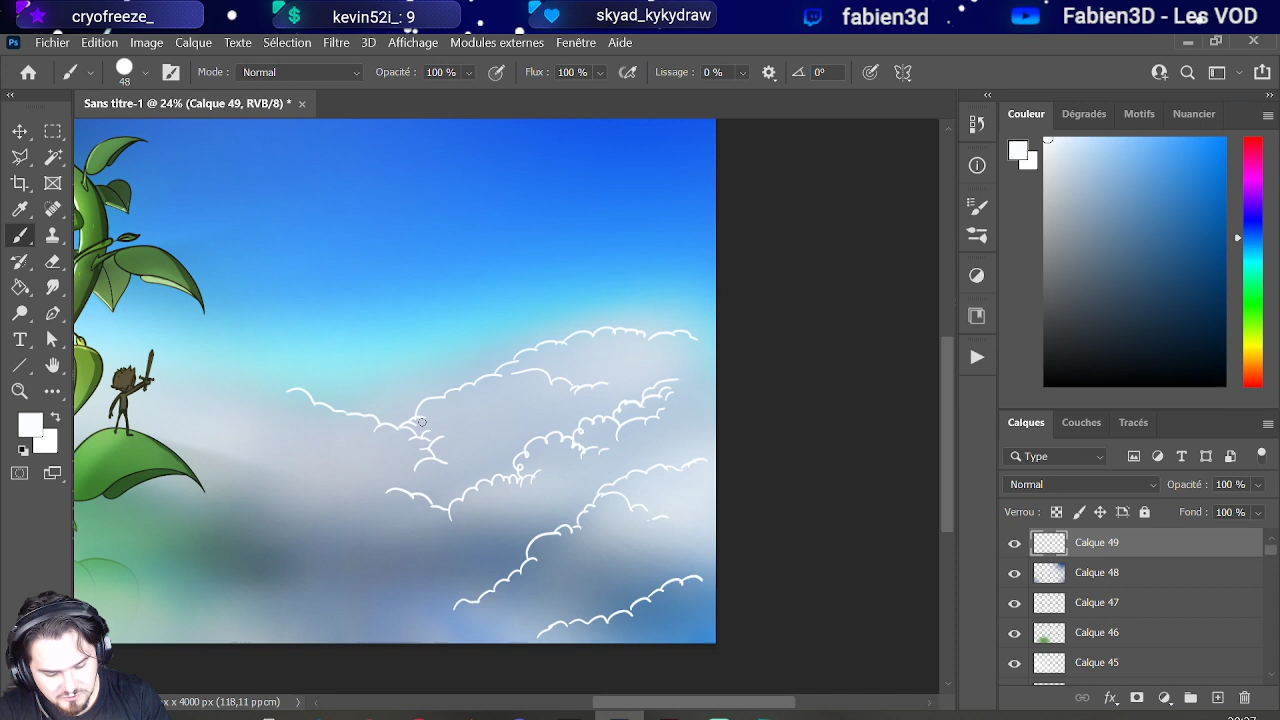 cryofreeze_
kevin52i_: 9
skyad_kykydraw
fabien3d
Fabien3D - Les VOD
Ps Fichier Edition Image Calque Texte Sélection Filtre 3D Affichage Modules externes Fenêtre Aide
48 Mode : Normal Opacité : 100 % Flux : 100 % Lissage : 0 % 0°
Sans titre-1 @ 24% (Calque 49, RVB/8) *
Couleur Dégradés Motifs Nuancier
Calques Couches Tracés
Type
Normal Opacité : 100 %
Verrou : Fond : 100 %
Calque 49
Calque 48
Calque 47
Calque 46
Calque 45
x 4000 px (118,11 ppcm)